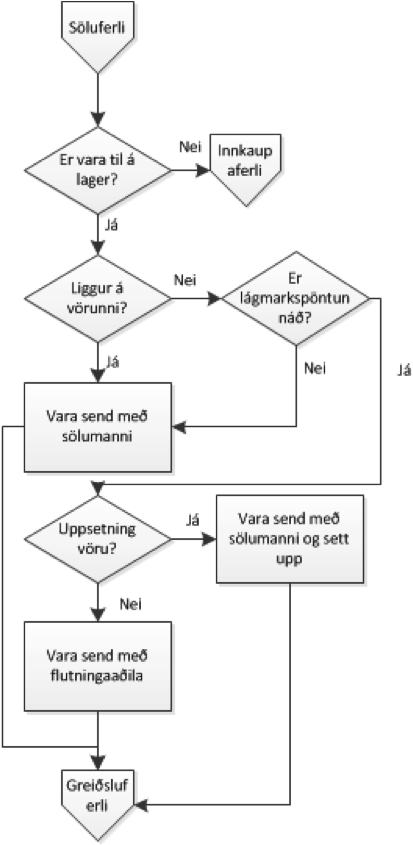 Söluferli
Er vara til á
lager?
Nei
Innkaup
aferli
Já
Liggur á
vörunni?
Nei
Er
lágmarkspöntun
náð?
Já
Nei
Já
Vara send með
sölumanni
Uppsetning
vöru?
Já
Vara send með
sölumanni og sett
upp
Nei
Vara send með
flutningaaðila
Greiðsluf
erli